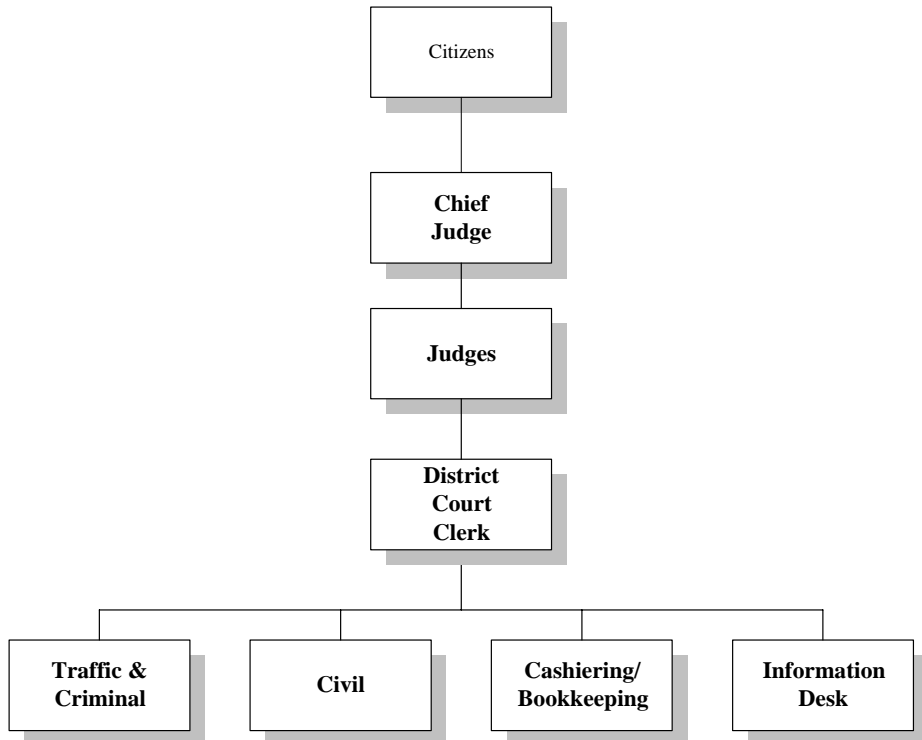 Citizens
Chief
Judge
Judges
District
Court
Clerk
Traffic &
Criminal
Civil
Cashiering/
Bookkeeping
Information
Desk